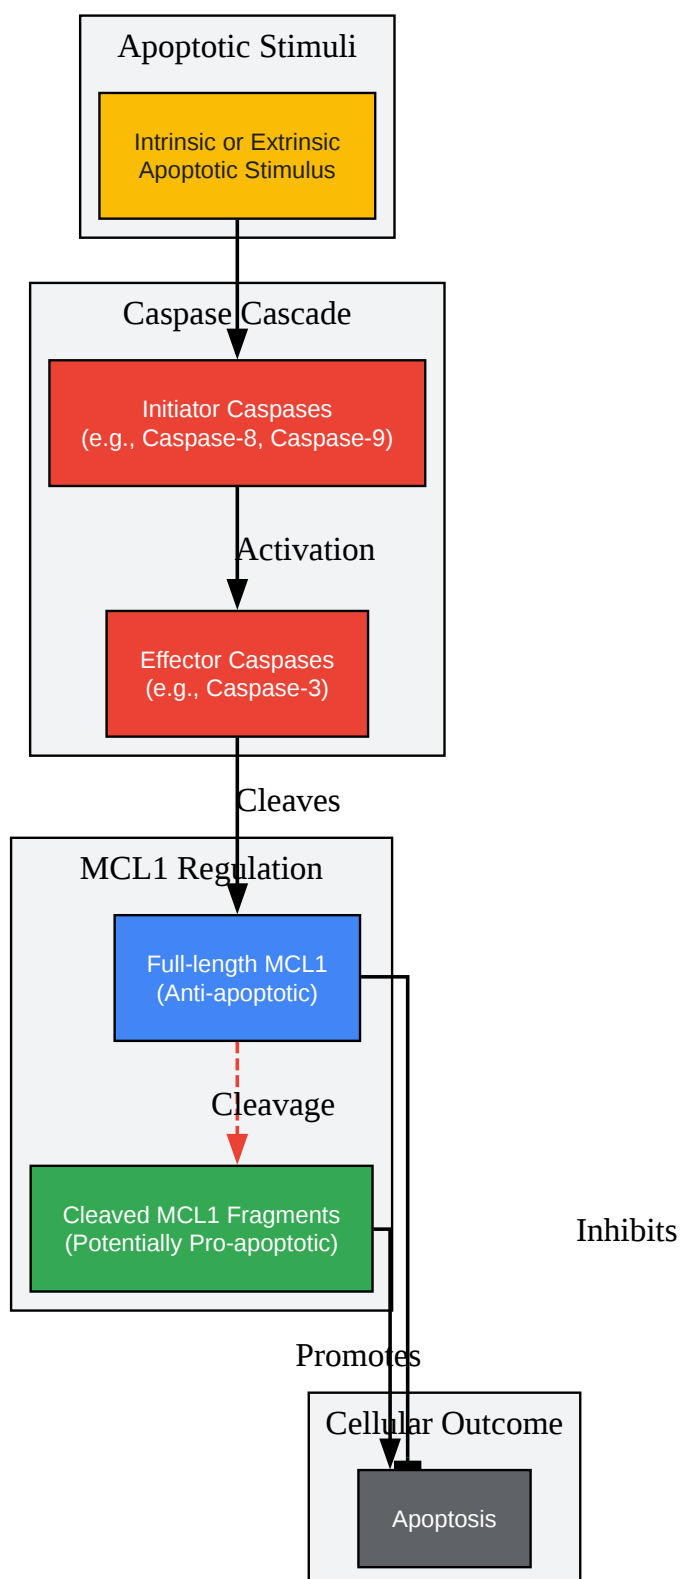 Apoptotic Stimuli
Intrinsic or Extrinsic
Apoptotic Stimulus
Caspase Cascade
Initiator Caspases
(e.g., Caspase-8, Caspase-9)
Activation
Effector Caspases
(e.g., Caspase-3)
Cleaves
MCL1 Regulation
Full-length MCL1
(Anti-apoptotic)
Cleavage
Cleaved MCL1 Fragments
(Potentially Pro-apoptotic)
Inhibits
Promotes
Cellular Outcome
Apoptosis